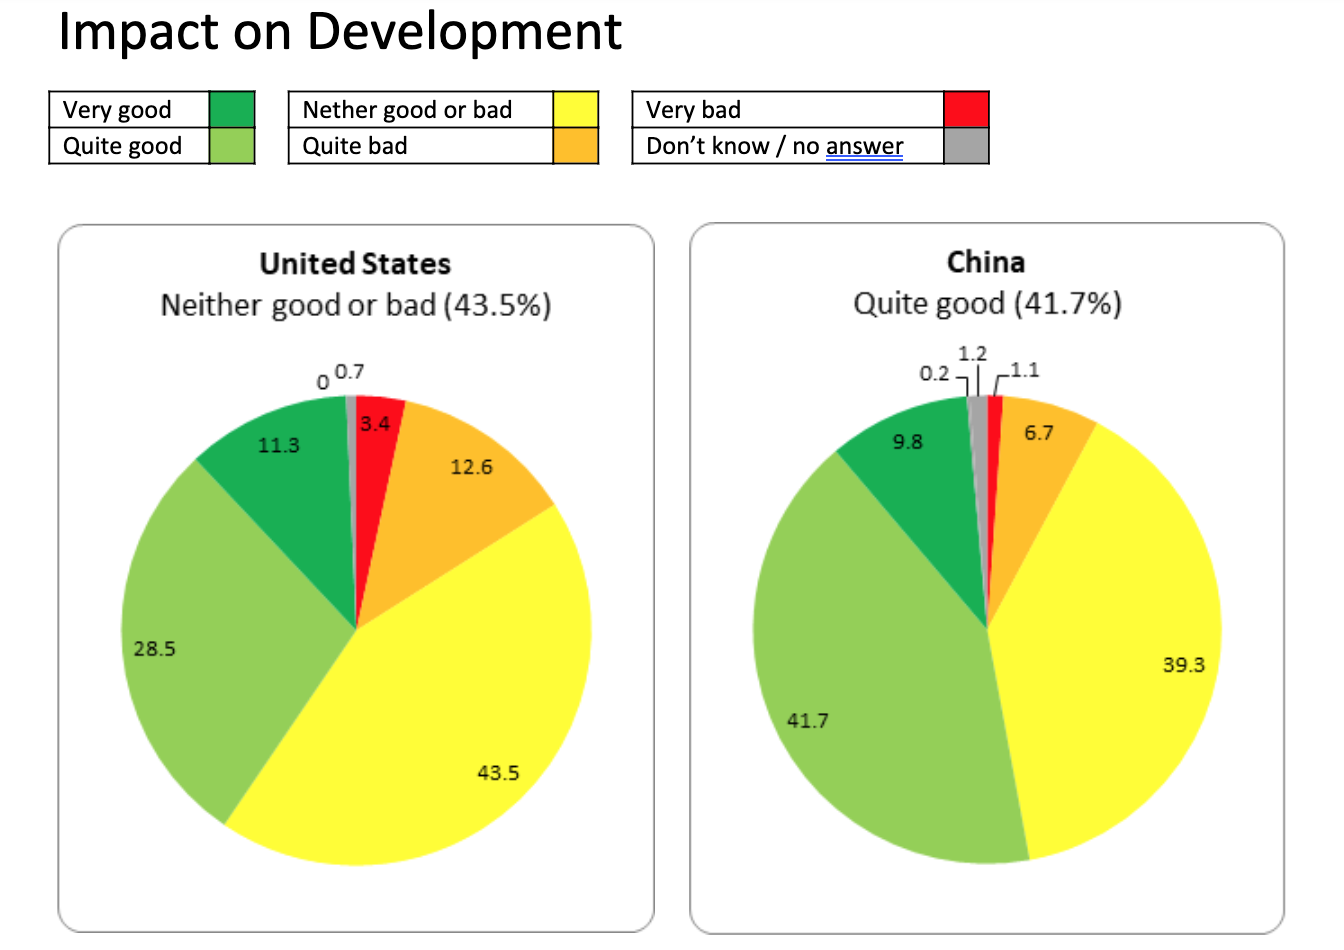 Impact on Development
Very good
Quite good
Nether good or bad
Quite bad
Very bad
Don't know / no answer
United States
Neither good or bad (43.5%)
0
0.7
3.4
11.3
12.6
28.5
43.5
China
Quite good (41.7%)
1.2
0.2
1.1
6.7
9.8
39.3
41.7